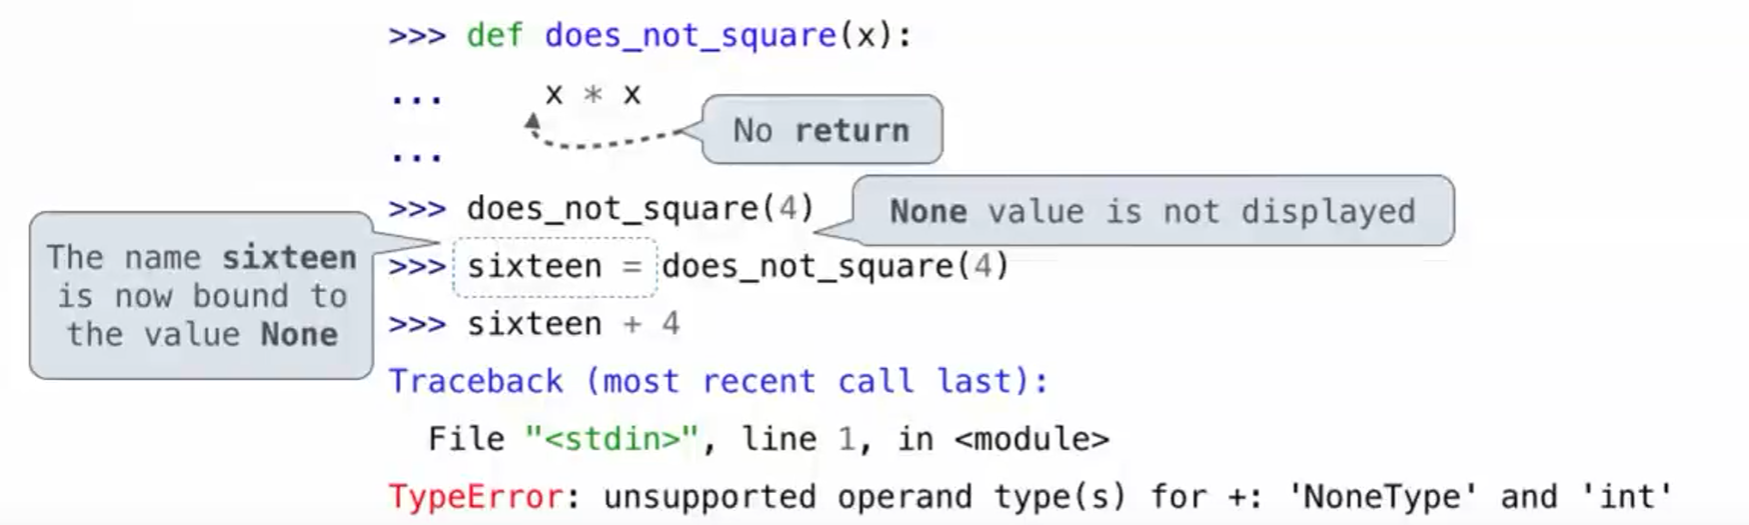 >>> def does_not_square(x):
...     x * x
No return
...
>>> does_not_square(4)
None value is not displayed
The name sixteen
is now bound to
the value None
>>> sixteen = does_not_square(4)
>>> sixteen + 4
Traceback (most recent call last):
  File "<stdin>", line 1, in <module>
TypeError: unsupported operand type(s) for +: 'NoneType' and 'int'